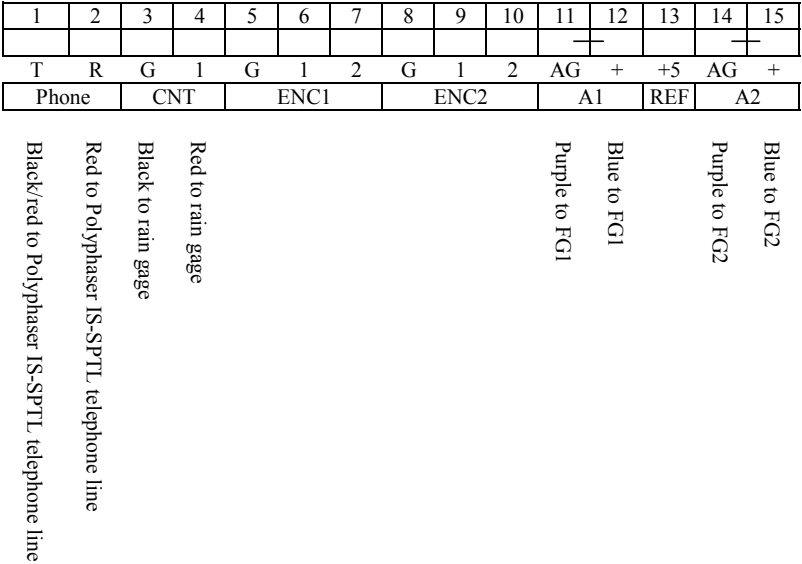 1 2 3 4 5 6 7 8 9 10 11 12 13 14 15
T R G 1 G 1 2 G 1 2 AG + +5 AG +
Phone CNT ENC1 ENC2 A1 REF A2
Black/red to Polyphaser IS-SPTL telephone line
Red to Polyphaser IS-SPTL telephone line
Black to rain gage
Red to rain gage
Purple to FG1
Blue to FG1
Purple to FG2
Blue to FG2